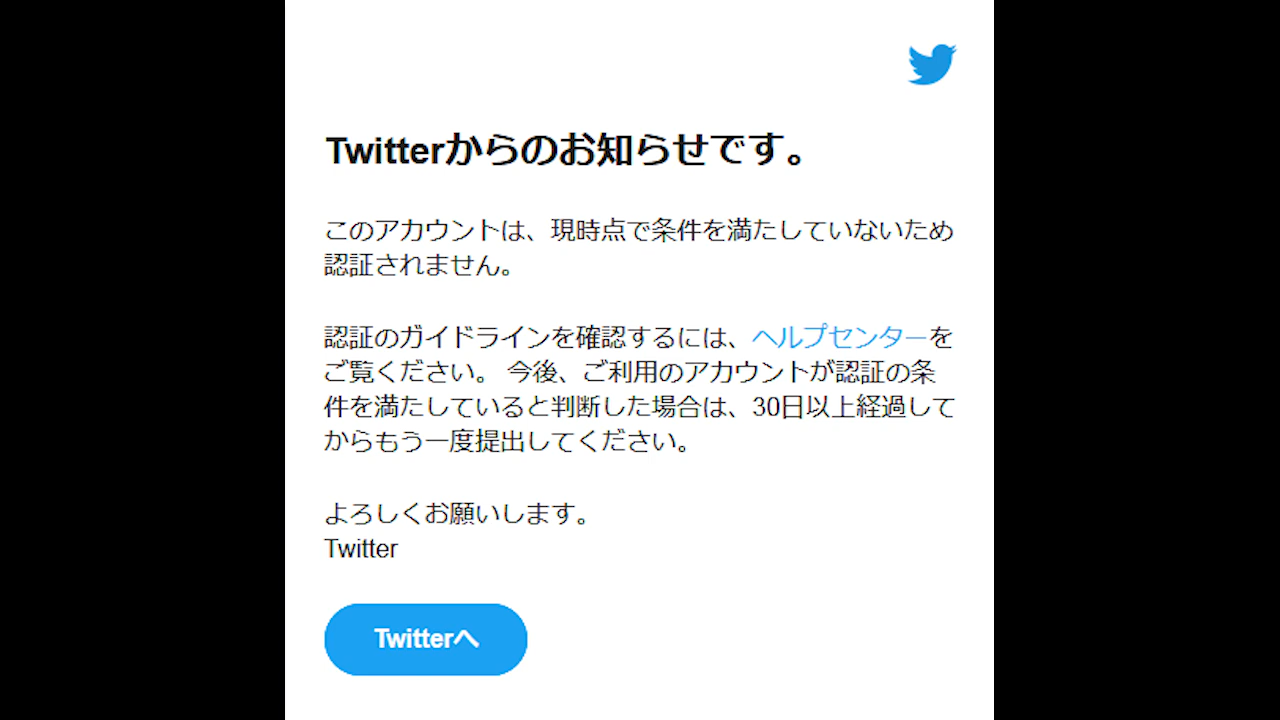 Twitterからのお知らせです。
このアカウントは、現時点で条件を満たしていないため
認証されません。
認証のガイドラインを確認するには、ヘルプセンターを
ご覧ください。 今後、ご利用のアカウントが認証の条
件を満たしていると判断した場合は、30日以上経過して
からもう一度提出してください。
よろしくお願いします。
Twitter
Twitterへ